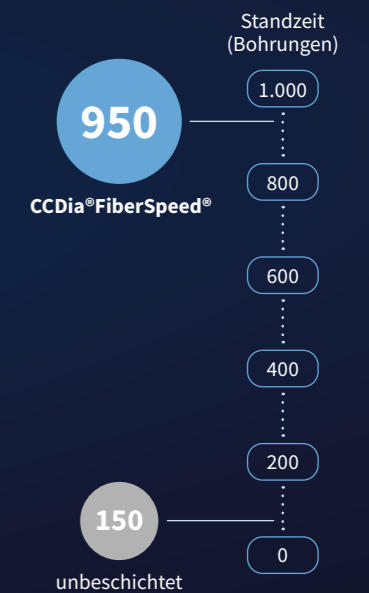 Standzeit
(Bohrungen)
1.000
950
CCDia®FiberSpeed®
800
600
400
200
150
0
unbeschichtet